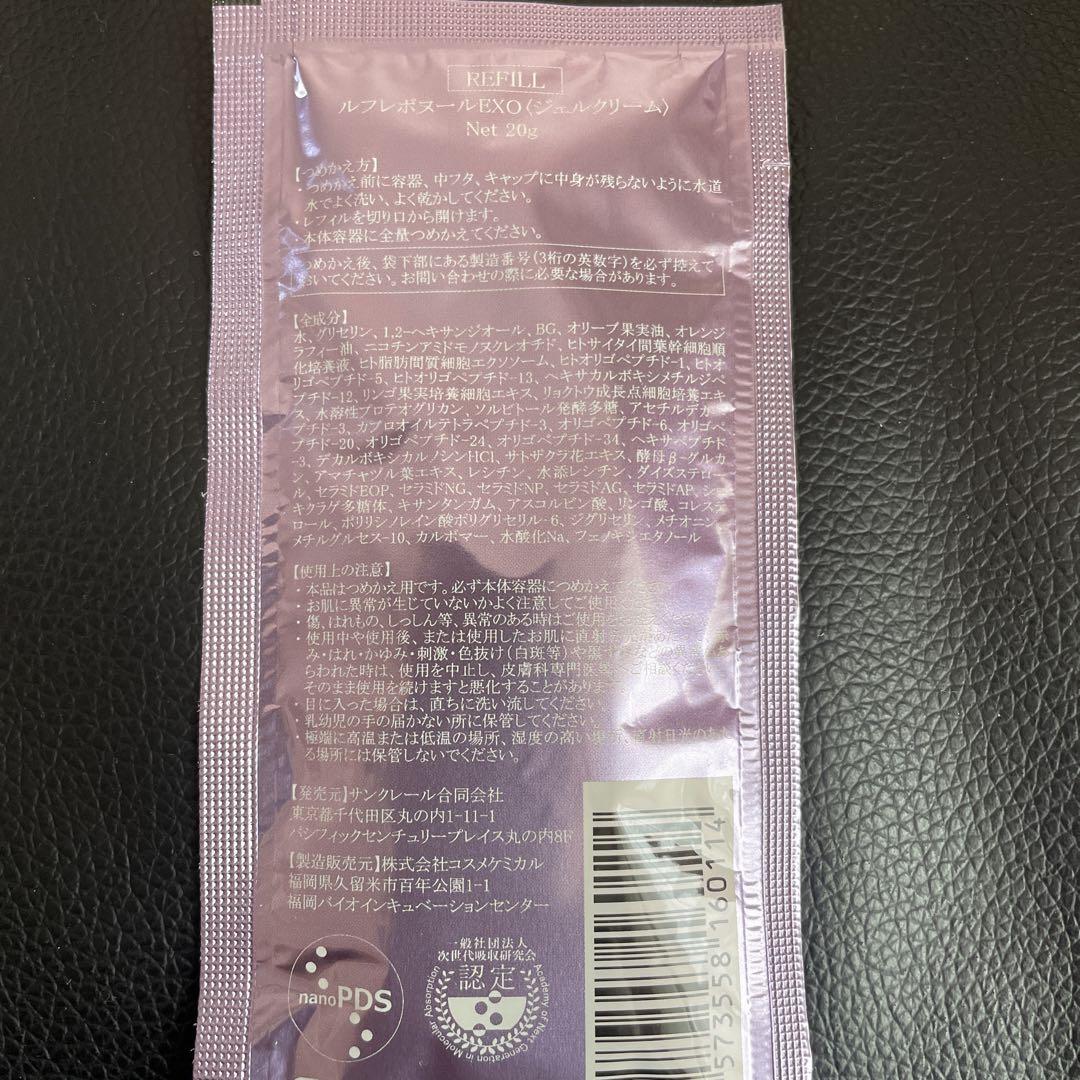 REFILL
ルフレボヌールEXO〈ジェルクリーム〉
Net 20g
【つめかえ方】
・つめかえ前に容器、中フタ、キャップに中身が残らないように水道
水でよく洗い、よく乾かしてください。
・レフィルを切り口から開けます。
・本体容器に全量つめかえてください。
つめかえ後、袋下部にある製造番号(3桁の英数字)を必ず控えて
おいてください。お問い合わせの際に必要な場合があります。
【全成分】
水、グリセリン、1,2-ヘキサンジオール、BG、オリーブ果実油、オレンジ
ラフィー油、ニコチンアミドモノヌクレオチド、ヒトサイタイ間葉幹細胞順
化培養液、ヒト脂肪間質細胞エクソソーム、ヒトオリゴペプチド-1、ヒトオ
リゴペプチド-5、ヒトオリゴペプチド-13、ヘキサカルボキシメチルジペ
プチド-12、リンゴ果実培養細胞エキス、リョクトウ成長点細胞培養エキ
ス、水溶性プロテオグリカン、ソルビトール発酵多糖、アセチルデカ
ペプチド-3、カプロオイルテトラペプチド-3、オリゴペプチド-6、オリゴペ
プチド-20、オリゴペプチド-24、オリゴペプチド-34、ヘキサペプチド
-3、デカルボキシカルノシンHCl、サトザクラ花エキス、酵母β-グルカ
ン、アマチャヅル葉エキス、レシチン、水添レシチン、ダイズステロー
ル、セラミドEOP、セラミドNG、セラミドNP、セラミドAG、セラミドAP、シロ
キクラゲ多糖体、キサンタンガム、アスコルビン酸、リンゴ酸、コレステ
ロール、ポリリシノレイン酸ポリグリセリル-6、ジグリセリン、メチオニン、
メチルグルセス-10、カルボマー、水酸化Na、フェノキシエタノール
【使用上の注意】
・本品はつめかえ用です。必ず本体容器につめかえて
・お肌に異常が生じていないかよく注意してご使用
・傷、はれもの、しっしん等、異常のある時はご使用を
・使用中や使用後、または使用したお肌に直射
み・はれ・かゆみ・刺激・色抜け(白斑等)や黒ずみ
らわれた時は、使用を中止し、皮膚科専門医
そのまま使用を続けますと悪化することがあります。
・目に入った場合は、直ちに洗い流してください。
・乳幼児の手の届かない所に保管してください。
・極端に高温または低温の場所、湿度の高い場所、直射日光のあた
る場所には保管しないでください。
【発売元】サンクレール合同会社
東京都千代田区丸の内1-11-1
パシフィックセンチュリープレイス丸の内8F
【製造販売元】株式会社コスメケミカル
福岡県久留米市百年公園1-1
福岡バイオインキュベーションセンター
nanoPDS
一般社団法人
次世代吸収研究会
認定
Academy of Next Generation in Molecular Absorption
573558 160114